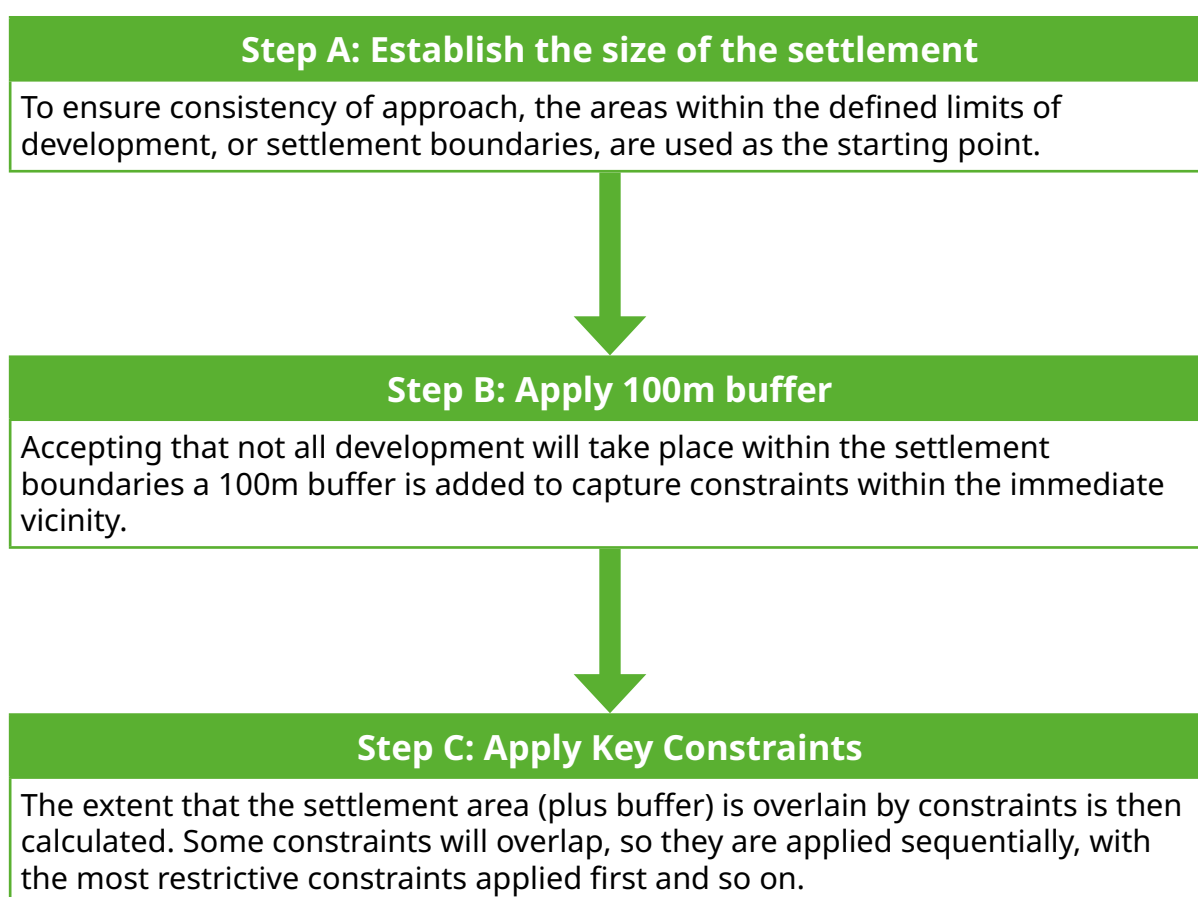 Step A: Establish the size of the settlement
To ensure consistency of approach, the areas within the defined limits of
development, or settlement boundaries, are used as the starting point.
Step B: Apply 100m buffer
Accepting that not all development will take place within the settlement
boundaries a 100m buffer is added to capture constraints within the immediate
vicinity.
Step C: Apply Key Constraints
The extent that the settlement area (plus buffer) is overlain by constraints is then
calculated. Some constraints will overlap, so they are applied sequentially, with
the most restrictive constraints applied first and so on.